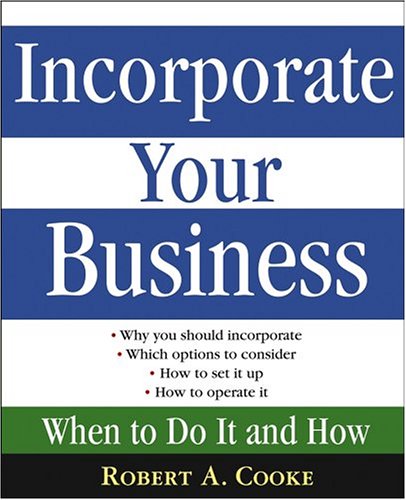 Incorporate
Your
Business
• Why you should incorporate
• Which options to consider
• How to set it up
• How to operate it
When to Do It and How
ROBERT A. COOKE